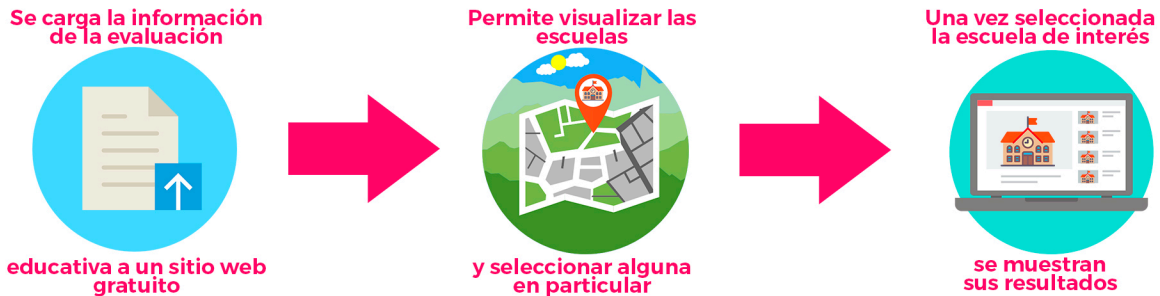 Se carga la información
de la evaluación
educativa a un sitio web
gratuito
Permite visualizar las
escuelas
y seleccionar alguna
en particular
Una vez seleccionada
la escuela de interés
se muestran
sus resultados